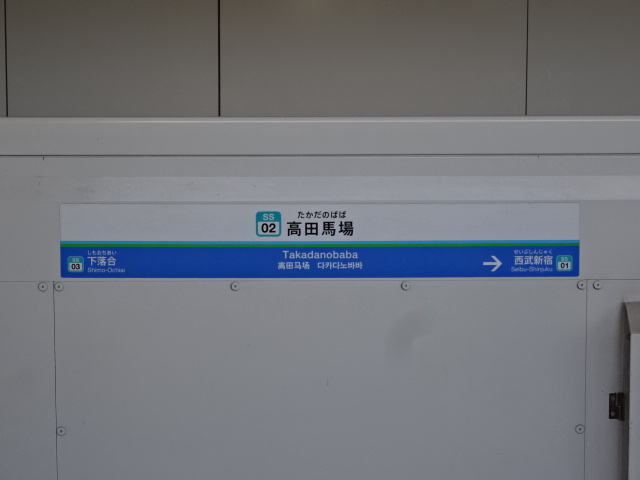 たかだのばば
SS 02 高田馬場
Takadanobaba
高田马场 다카다노바바
しもおちあい
SS 03 下落合
Shimo-Ochiai
せいぶしんじゅく
→ 西武新宿 SS 01
Seibu-Shinjuku